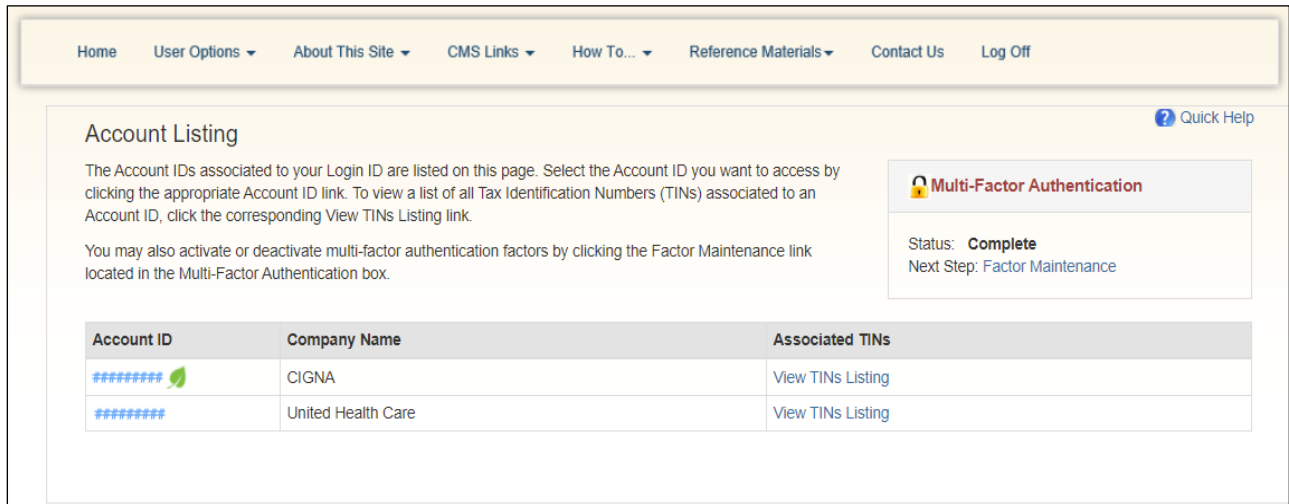 Home User Options About This Site CMS Links How To... Reference Materials Contact Us Log Off
Quick Help
Account Listing
The Account IDs associated to your Login ID are listed on this page. Select the Account ID you want to access by
clicking the appropriate Account ID link. To view a list of all Tax Identification Numbers (TINs) associated to an
Account ID, click the corresponding View TINs Listing link.
You may also activate or deactivate multi-factor authentication factors by clicking the Factor Maintenance link
located in the Multi-Factor Authentication box.
Multi-Factor Authentication
Status: Complete
Next Step: Factor Maintenance
Account ID Company Name Associated TINs
######### CIGNA View TINs Listing
######### United Health Care View TINs Listing